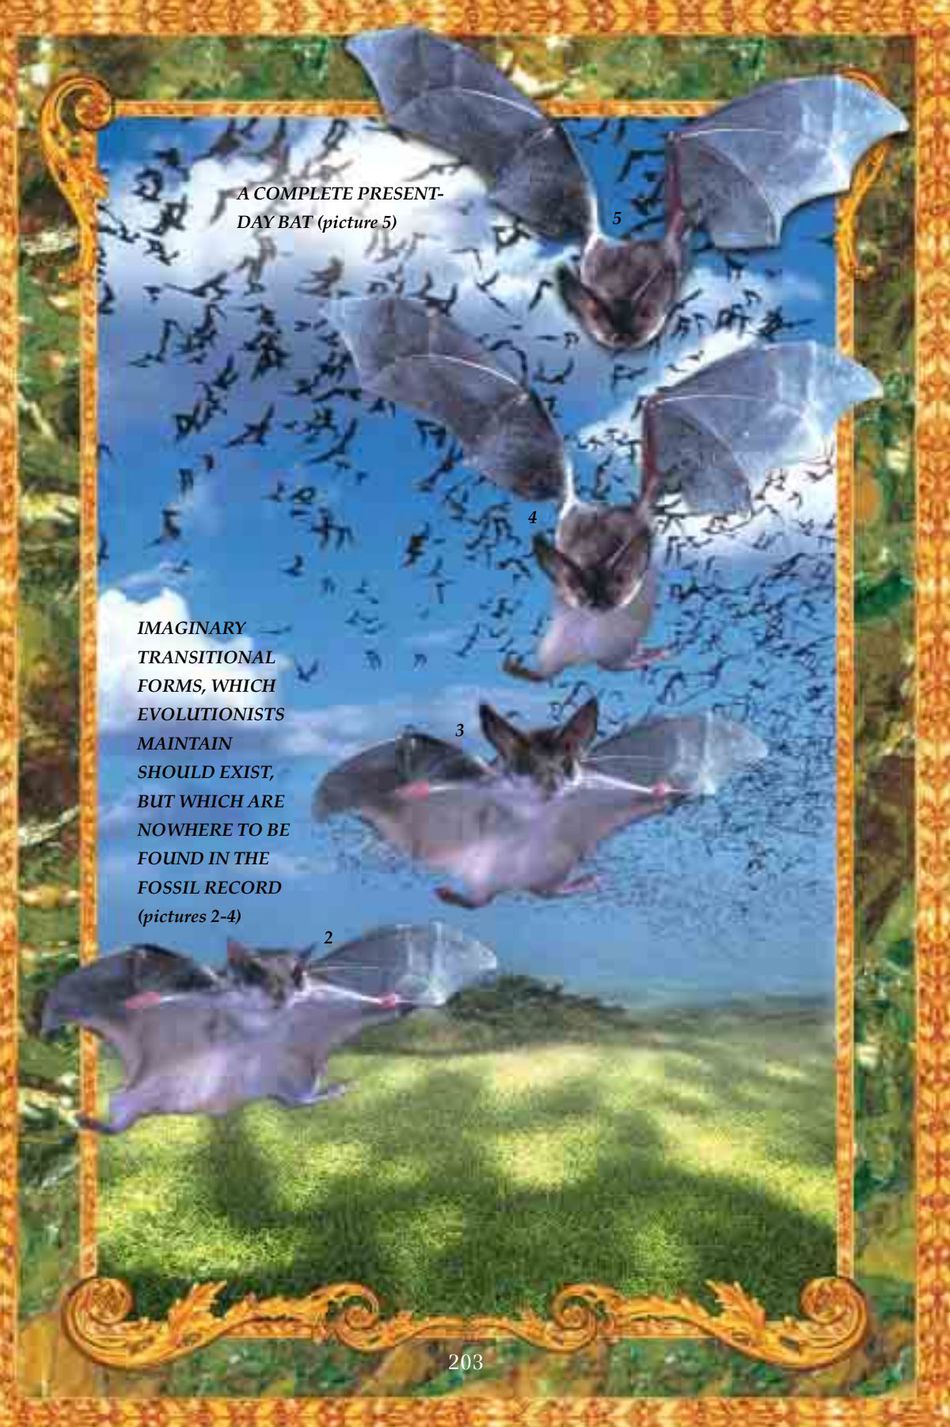 A COMPLETE PRESENT-
DAY BAT (picture 5)
5
4
IMAGINARY
TRANSITIONAL
FORMS, WHICH
EVOLUTIONISTS
MAINTAIN
SHOULD EXIST,
BUT WHICH ARE
NOWHERE TO BE
FOUND IN THE
FOSSIL RECORD
(pictures 2-4)
3
2
203